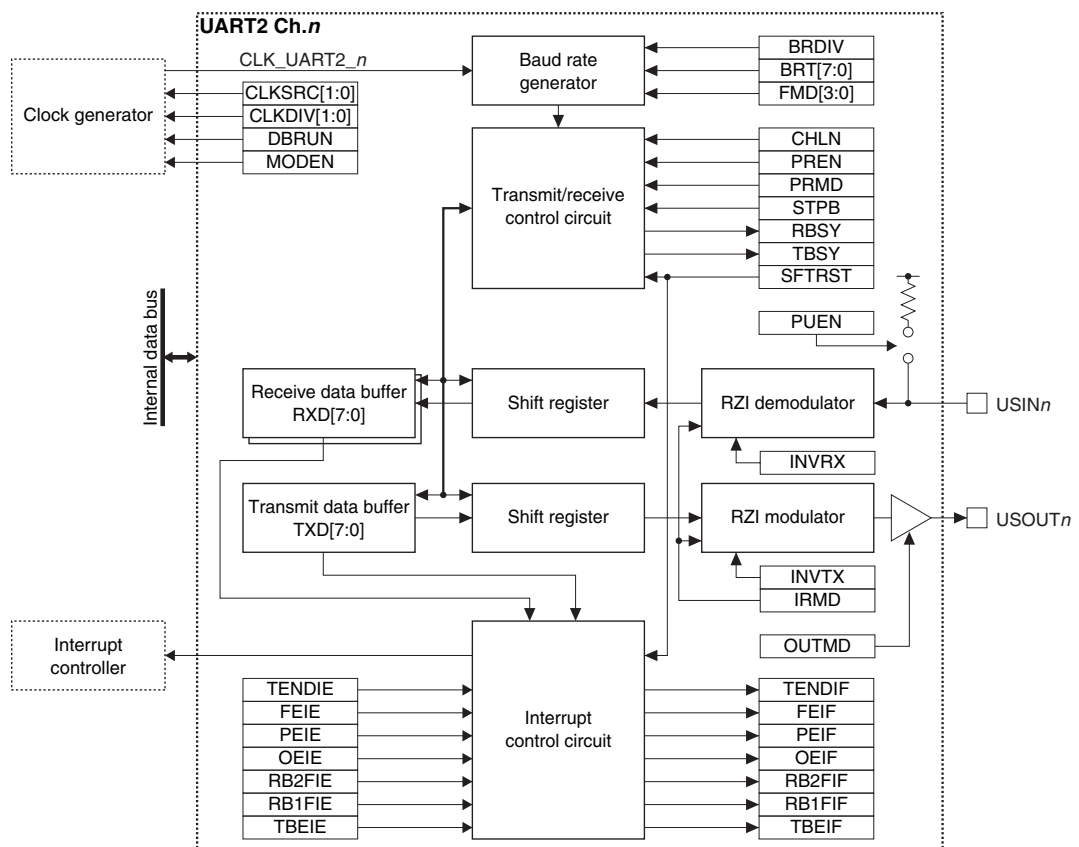 UART2 Ch.n
CLK_UART2_n
Clock generator
CLKSRC[1:0]
CLKDIV[1:0]
DBRUN
MODEN
Baud rate
generator
BRDIV
BRT[7:0]
FMD[3:0]
Transmit/receive
control circuit
CHLN
PREN
PRMD
STPB
RBSY
TBSY
SFTRST
PUEN
Internal data bus
Receive data buffer
RXD[7:0]
Shift register
RZI demodulator
USINn
INVRX
Transmit data buffer
TXD[7:0]
Shift register
RZI modulator
USOUTn
INVTX
IRMD
OUTMD
Interrupt
controller
Interrupt
control circuit
TENDIE
FEIE
PEIE
OEIE
RB2FIE
RB1FIE
TBEIE
TENDIF
FEIF
PEIF
OEIF
RB2FIF
RB1FIF
TBEIF